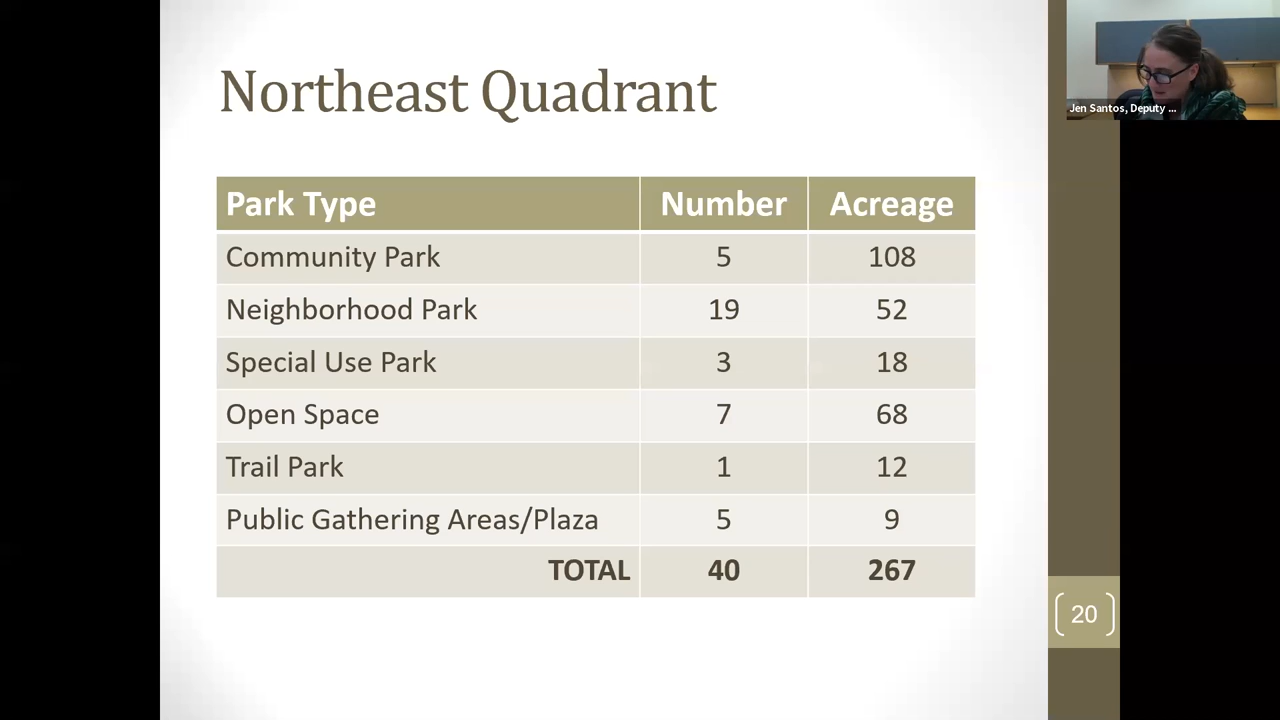 Northeast Quadrant
Park Type Number Acreage
Community Park 5 108
Neighborhood Park 19 52
Special Use Park 3 18
Open Space 7 68
Trail Park 1 12
Public Gathering Areas/Plaza 5 9
TOTAL 40 267
20
Jen Santos, Deputy ...